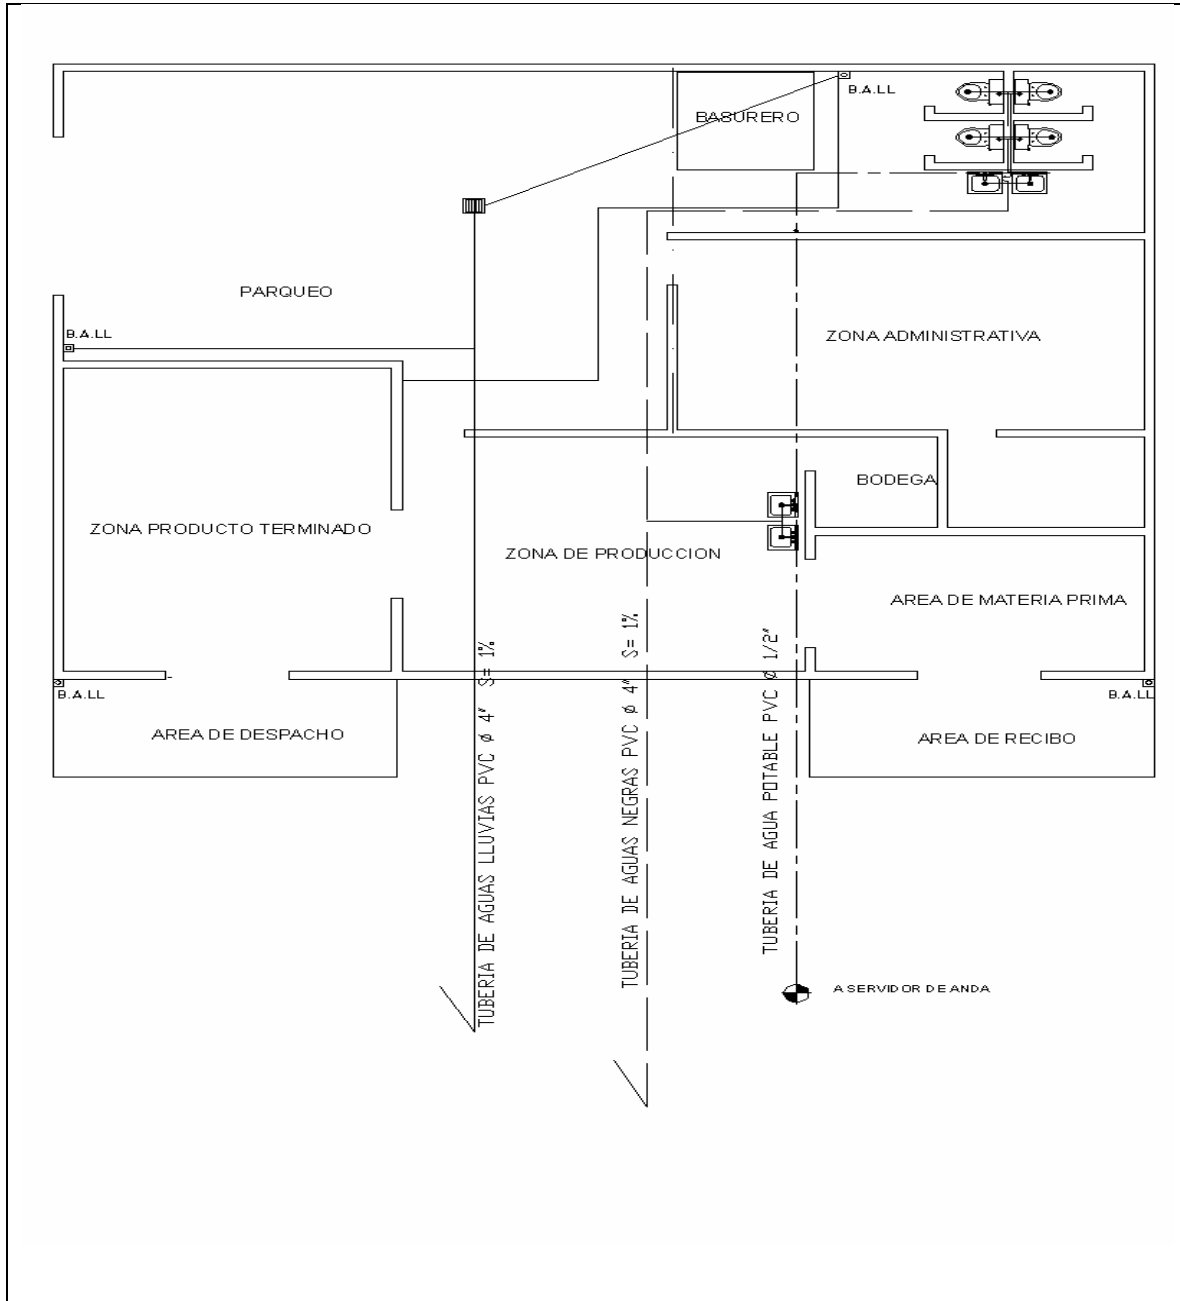 B.A.LL
BASURERO
PARQUEO
B.A.LL
ZONA ADMINISTRATIVA
BODEGA
ZONA PRODUCTO TERMINADO
ZONA DE PRODUCCION
AREA DE MATERIA PRIMA
B.A.LL
B.A.LL
AREA DE DESPACHO
AREA DE RECIBO
TUBERIA DE AGUAS LLUVIAS PVC ø 4" S= 1%
TUBERIA DE AGUAS NEGRAS PVC ø 4" S= 1%
TUBERIA DE AGUA POTABLE PVC ø 1/2"
A SERVIDOR DE ANDA